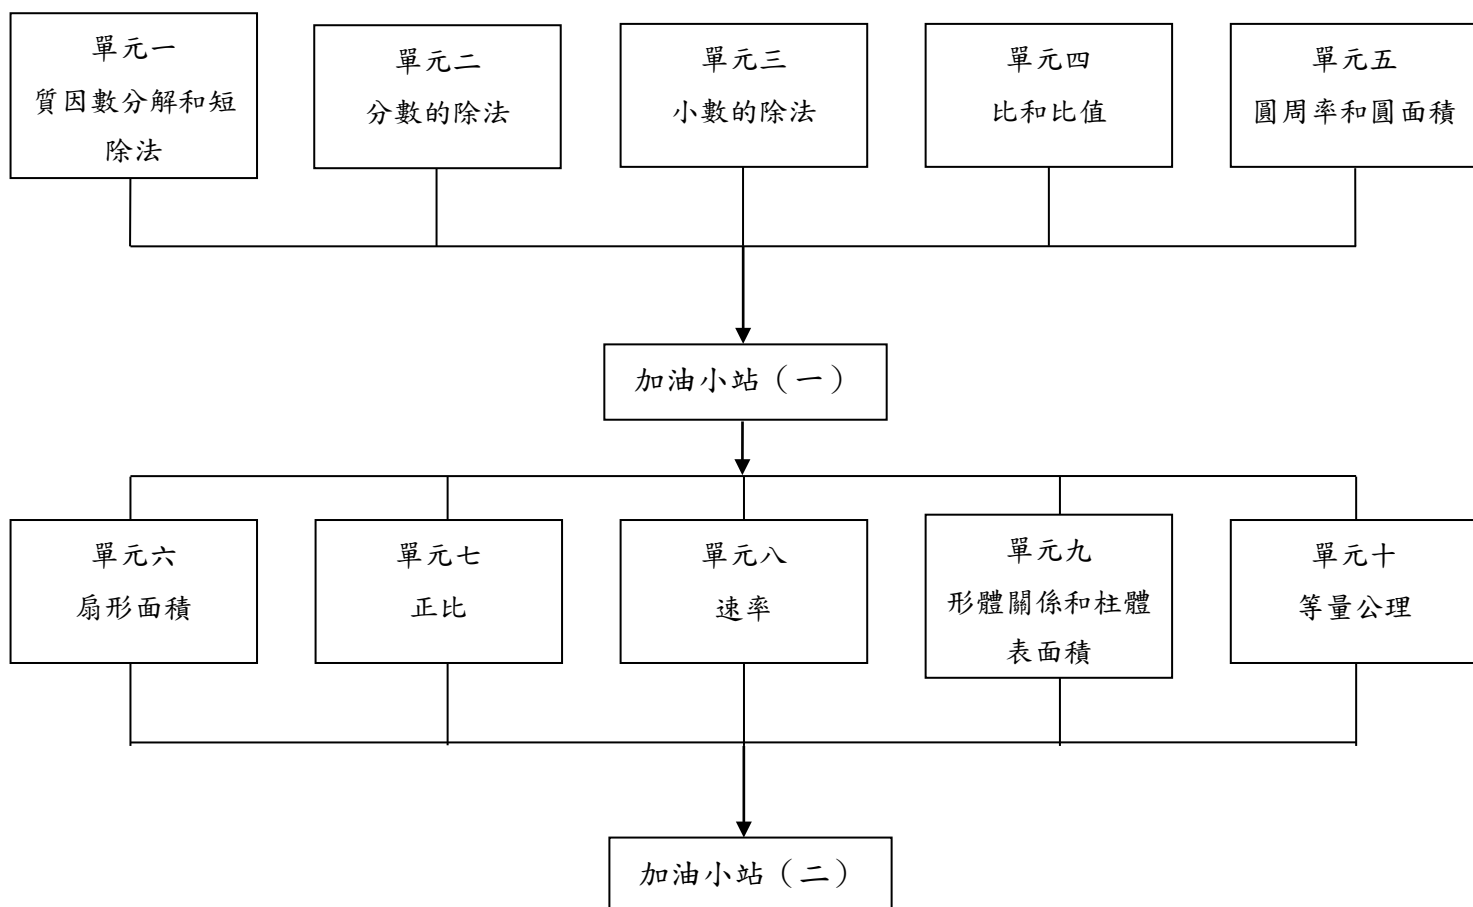 單元一
質因數分解和短
除法
單元二
分數的除法
單元三
小數的除法
單元四
比和比值
單元五
圓周率和圓面積
加油小站（一）
單元六
扇形面積
單元七
正比
單元八
速率
單元九
形體關係和柱體
表面積
單元十
等量公理
加油小站（二）